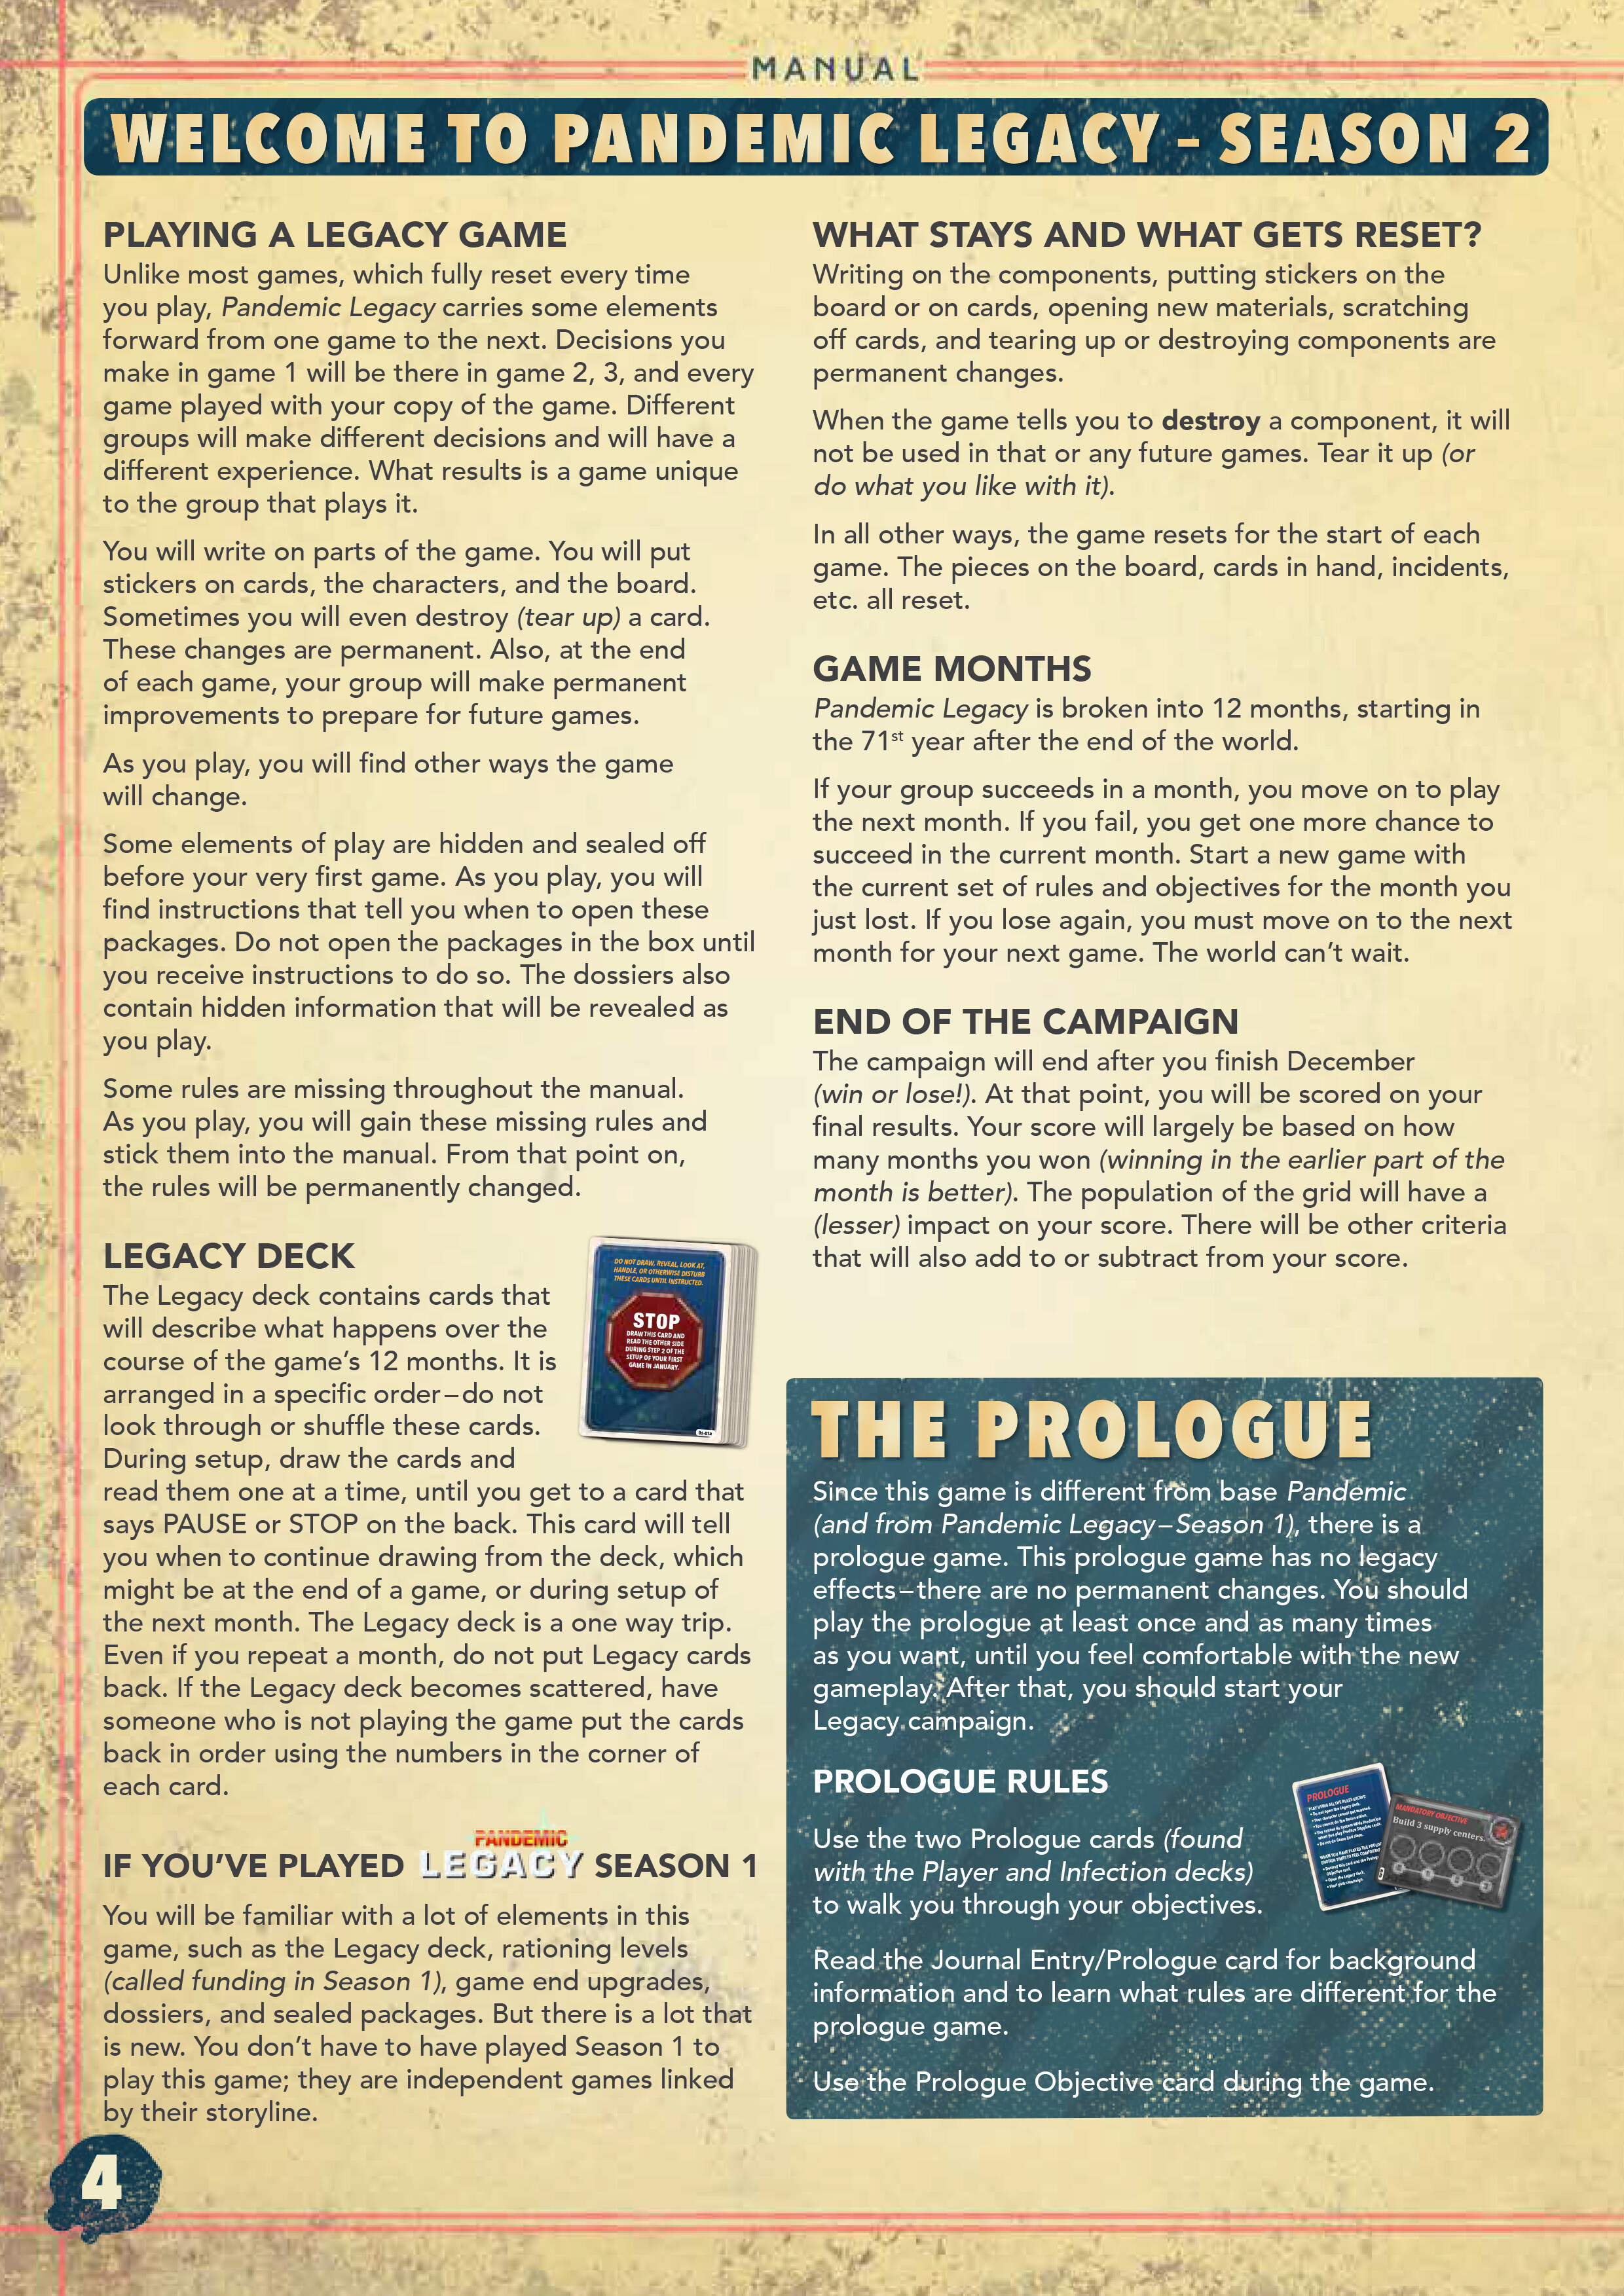 MANUAL
WELCOME TO PANDEMIC LEGACY – SEASON 2
PLAYING A LEGACY GAME
Unlike most games, which fully reset every time
you play, Pandemic Legacy carries some elements
forward from one game to the next. Decisions you
make in game 1 will be there in game 2, 3, and every
game played with your copy of the game. Different
groups will make different decisions and will have a
different experience. What results is a game unique
to the group that plays it.
You will write on parts of the game. You will put
stickers on cards, the characters, and the board.
Sometimes you will even destroy (tear up) a card.
These changes are permanent. Also, at the end
of each game, your group will make permanent
improvements to prepare for future games.
As you play, you will find other ways the game
will change.
Some elements of play are hidden and sealed off
before your very first game. As you play, you will
find instructions that tell you when to open these
packages. Do not open the packages in the box until
you receive instructions to do so. The dossiers also
contain hidden information that will be revealed as
you play.
Some rules are missing throughout the manual.
As you play, you will gain these missing rules and
stick them into the manual. From that point on,
the rules will be permanently changed.
LEGACY DECK
The Legacy deck contains cards that
will describe what happens over the
course of the game’s 12 months. It is
arranged in a specific order – do not
look through or shuffle these cards.
During setup, draw the cards and
read them one at a time, until you get to a card that
says PAUSE or STOP on the back. This card will tell
you when to continue drawing from the deck, which
might be at the end of a game, or during setup of
the next month. The Legacy deck is a one way trip.
Even if you repeat a month, do not put Legacy cards
back. If the Legacy deck becomes scattered, have
someone who is not playing the game put the cards
back in order using the numbers in the corner of
each card.
DO NOT DRAW, REVEAL, LOOK AT,
HANDLE, OR OTHERWISE DISTURB
THESE CARDS UNTIL INSTRUCTED.
STOP
DRAW THIS CARD AND
READ THE OTHER SIDE
DURING STEP 2 OF THE
SETUP OF YOUR FIRST
GAME IN JANUARY.
IF YOU’VE PLAYED PANDEMIC LEGACY SEASON 1
You will be familiar with a lot of elements in this
game, such as the Legacy deck, rationing levels
(called funding in Season 1), game end upgrades,
dossiers, and sealed packages. But there is a lot that
is new. You don’t have to have played Season 1 to
play this game; they are independent games linked
by their storyline.
WHAT STAYS AND WHAT GETS RESET?
Writing on the components, putting stickers on the
board or on cards, opening new materials, scratching
off cards, and tearing up or destroying components are
permanent changes.
When the game tells you to destroy a component, it will
not be used in that or any future games. Tear it up (or
do what you like with it).
In all other ways, the game resets for the start of each
game. The pieces on the board, cards in hand, incidents,
etc. all reset.
GAME MONTHS
Pandemic Legacy is broken into 12 months, starting in
the 71st year after the end of the world.
If your group succeeds in a month, you move on to play
the next month. If you fail, you get one more chance to
succeed in the current month. Start a new game with
the current set of rules and objectives for the month you
just lost. If you lose again, you must move on to the next
month for your next game. The world can’t wait.
END OF THE CAMPAIGN
The campaign will end after you finish December
(win or lose!). At that point, you will be scored on your
final results. Your score will largely be based on how
many months you won (winning in the earlier part of the
month is better). The population of the grid will have a
(lesser) impact on your score. There will be other criteria
that will also add to or subtract from your score.
THE PROLOGUE
Since this game is different from base Pandemic
(and from Pandemic Legacy – Season 1), there is a
prologue game. This prologue game has no legacy
effects – there are no permanent changes. You should
play the prologue at least once and as many times
as you want, until you feel comfortable with the new
gameplay. After that, you should start your
Legacy campaign.
PROLOGUE RULES
Use the two Prologue cards (found
with the Player and Infection decks)
to walk you through your objectives.
PROLOGUE
MANDATORY OBJECTIVE
Build 3 supply centers.
Read the Journal Entry/Prologue card for background
information and to learn what rules are different for the
prologue game.
Use the Prologue Objective card during the game.
4